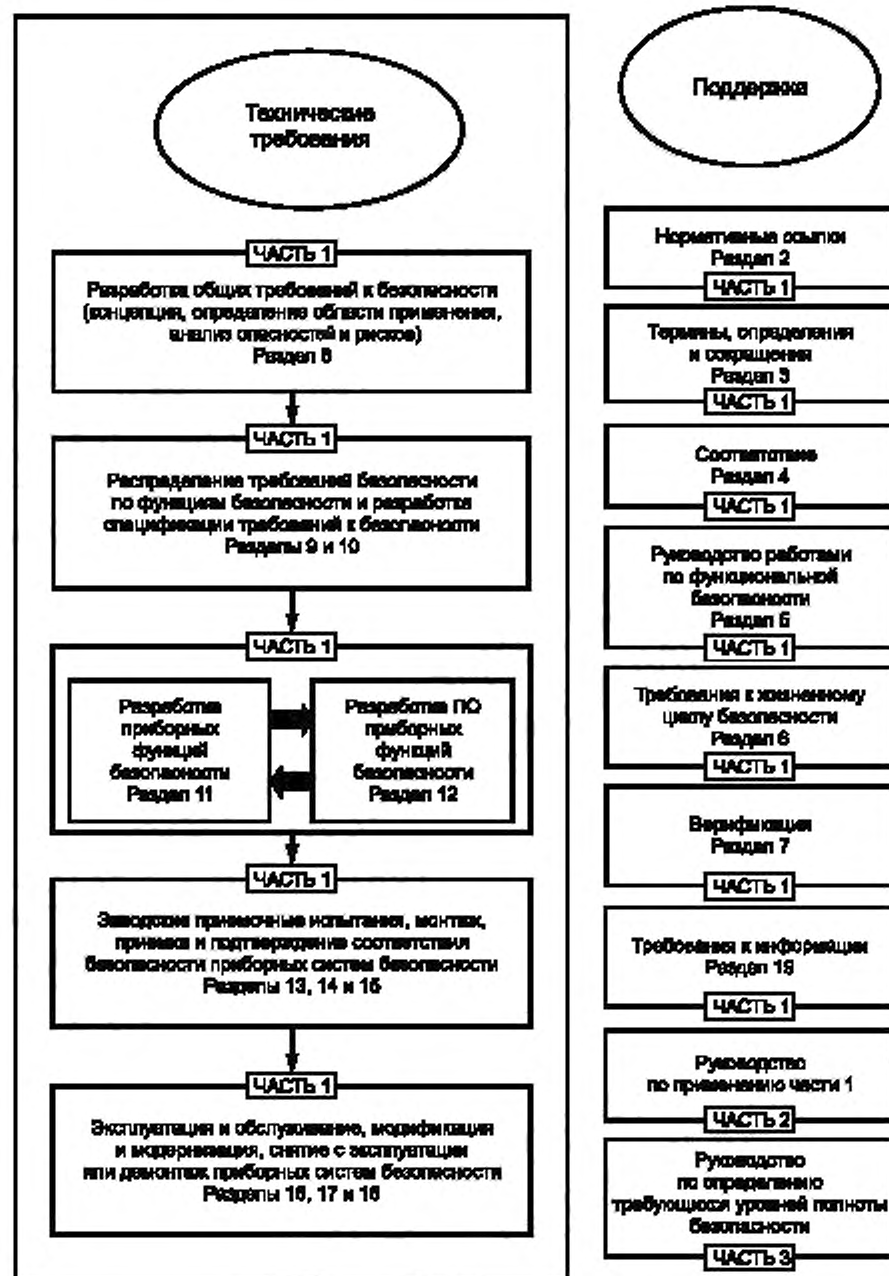 Технические
требования
ЧАСТЬ 1
Разработка общих требований к безопасности
(концепция, определение области применения,
анализ опасностей и рисков)
Раздел 8
ЧАСТЬ 1
Распределение требований безопасности
по функциям безопасности и разработка
спецификации требований к безопасности
Разделы 9 и 10
ЧАСТЬ 1
Разработка
приборных
функций
безопасности
Раздел 11
Разработка ПО
приборных
функций
безопасности
Раздел 12
ЧАСТЬ 1
Заводские приемочные испытания, монтаж,
приемка и подтверждение соответствия
безопасности приборных систем безопасности
Разделы 13, 14 и 15
ЧАСТЬ 1
Эксплуатация и обслуживание, модификация
и модернизация, снятие с эксплуатации
или демонтаж приборных систем безопасности
Разделы 16, 17 и 18
Поддержка
Нормативные ссылки
Раздел 2
ЧАСТЬ 1
Термины, определения
и сокращения
Раздел 3
ЧАСТЬ 1
Соответствие
Раздел 4
ЧАСТЬ 1
Руководство работами
по функциональной
безопасности
Раздел 5
ЧАСТЬ 1
Требования к жизненному
циклу безопасности
Раздел 6
ЧАСТЬ 1
Верификация
Раздел 7
ЧАСТЬ 1
Требования к информации
Раздел 19
ЧАСТЬ 1
Руководство
по применению части 1
ЧАСТЬ 2
Руководство
по определению
требующихся уровней полноты
безопасности
ЧАСТЬ 3